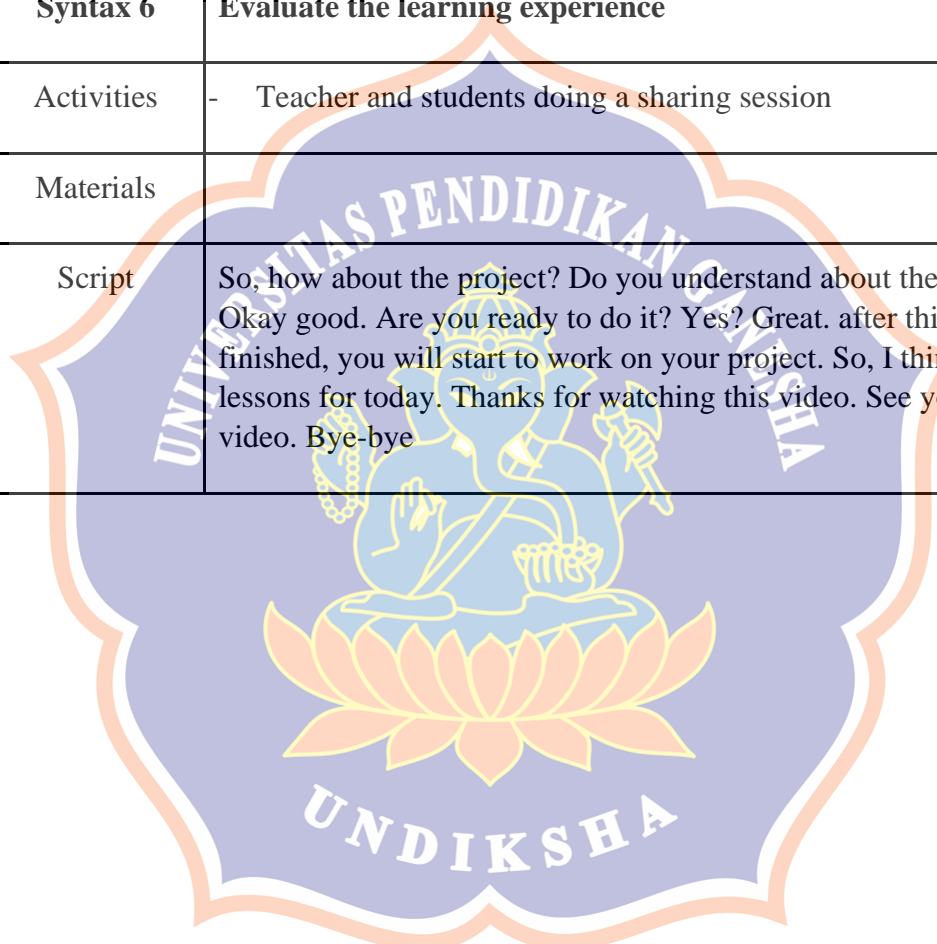 Syntax 6 Evaluate the learning experience
Activities - Teacher and students doing a sharing session
Materials
Script So, how about the project? Do you understand about the
Okay good. Are you ready to do it? Yes? Great. after
finished, you will start to work on your project. So, I
lessons for today. Thanks for watching this video. See
video. Bye-bye
UNIVERSITAS PENDIDIKAN GANESHA
UNDIKSHA